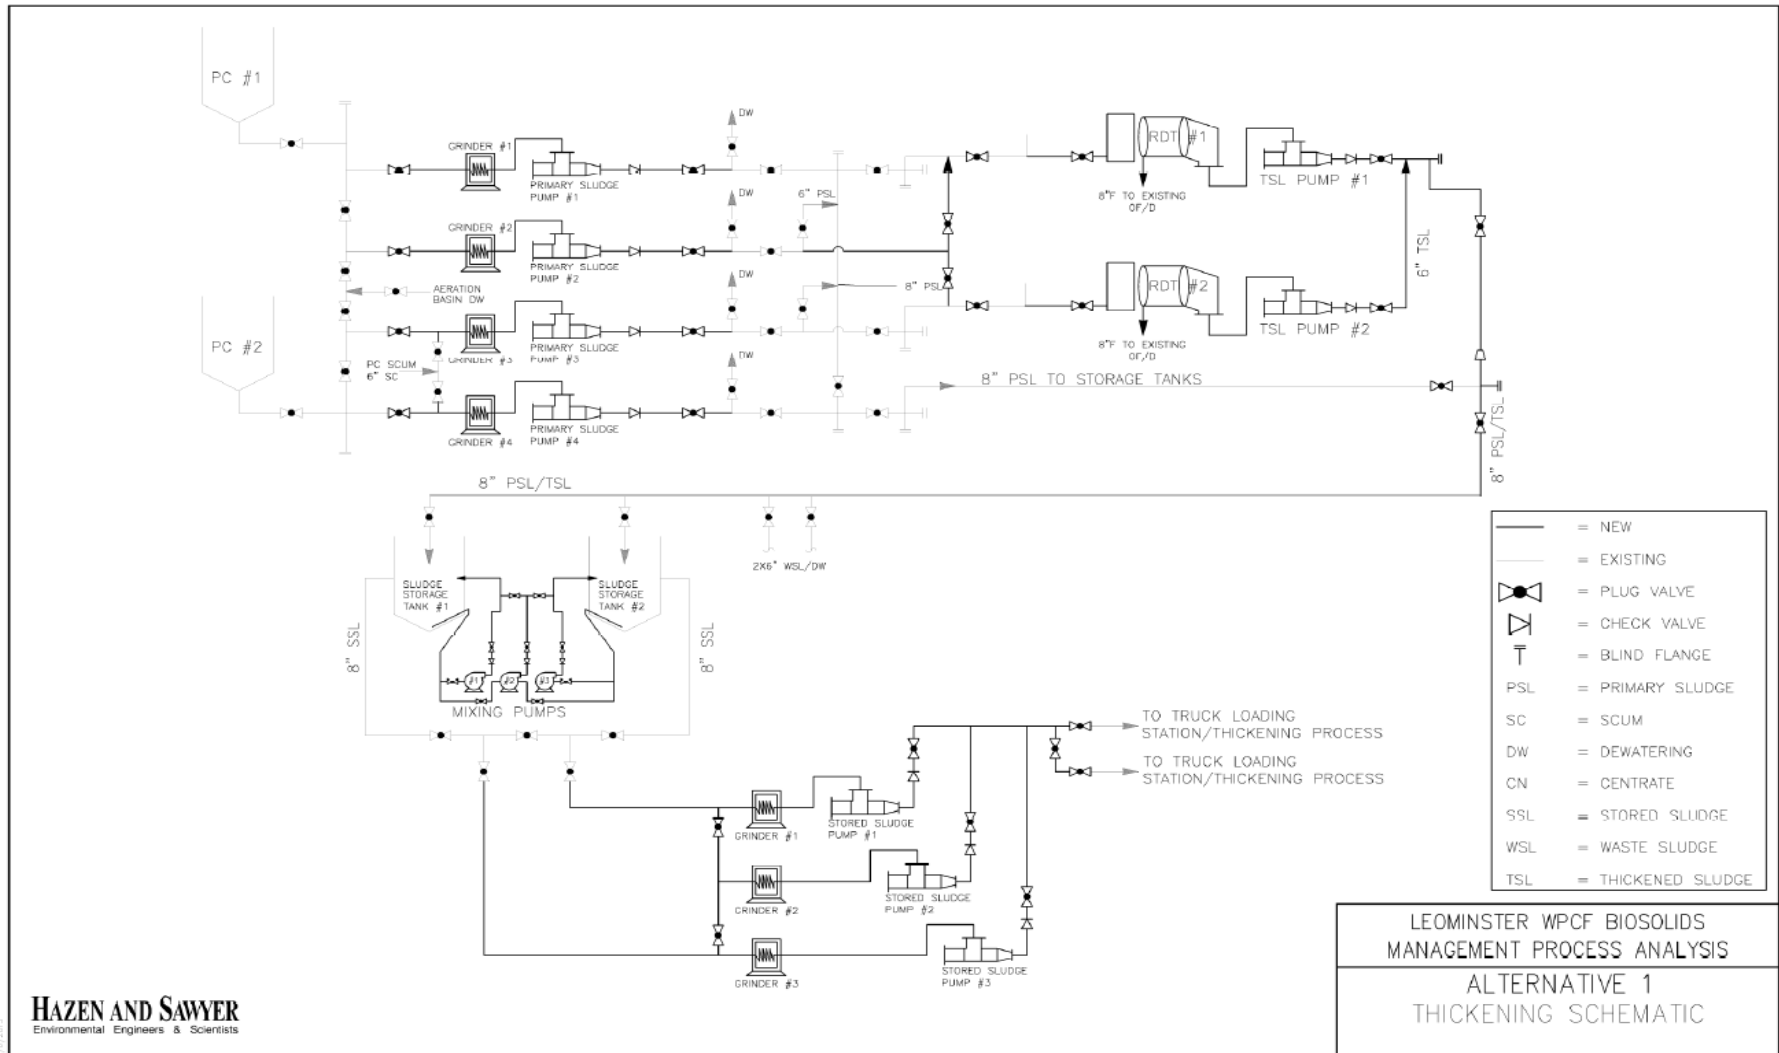 PC #1
GRINDER #1
PRIMARY SLUDGE
PUMP #1
DW
RDT #1
8"F TO EXISTING
OF/D
TSL PUMP #1
GRINDER #2
PRIMARY SLUDGE
PUMP #2
DW
6" PSL
6" TSL
AERATION
BASIN DW
DW
8" PSL
RDT #2
8"F TO EXISTING
OF/D
TSL PUMP #2
PC #2
GRINDER #3
PRIMARY SLUDGE
PUMP #3
PC SCUM
6" SC
DW
8" PSL TO STORAGE TANKS
GRINDER #4
PRIMARY SLUDGE
PUMP #4
8" PSL/TSL
8" PSL/TSL
2X6" WSL/DW
SLUDGE
STORAGE
TANK #1
SLUDGE
STORAGE
TANK #2
8" SSL
8" SSL
#1
#2
#3
MIXING PUMPS
TO TRUCK LOADING
STATION/THICKENING PROCESS
TO TRUCK LOADING
STATION/THICKENING PROCESS
GRINDER #1
STORED SLUDGE
PUMP #1
GRINDER #2
STORED SLUDGE
PUMP #2
GRINDER #3
STORED SLUDGE
PUMP #3
= NEW
= EXISTING
= PLUG VALVE
= CHECK VALVE
= BLIND FLANGE
PSL = PRIMARY SLUDGE
SC = SCUM
DW = DEWATERING
CN = CENTRATE
SSL = STORED SLUDGE
WSL = WASTE SLUDGE
TSL = THICKENED SLUDGE
LEOMINSTER WPCF BIOSOLIDS
MANAGEMENT PROCESS ANALYSIS
ALTERNATIVE 1
THICKENING SCHEMATIC
HAZEN AND SAWYER
Environmental Engineers & Scientists